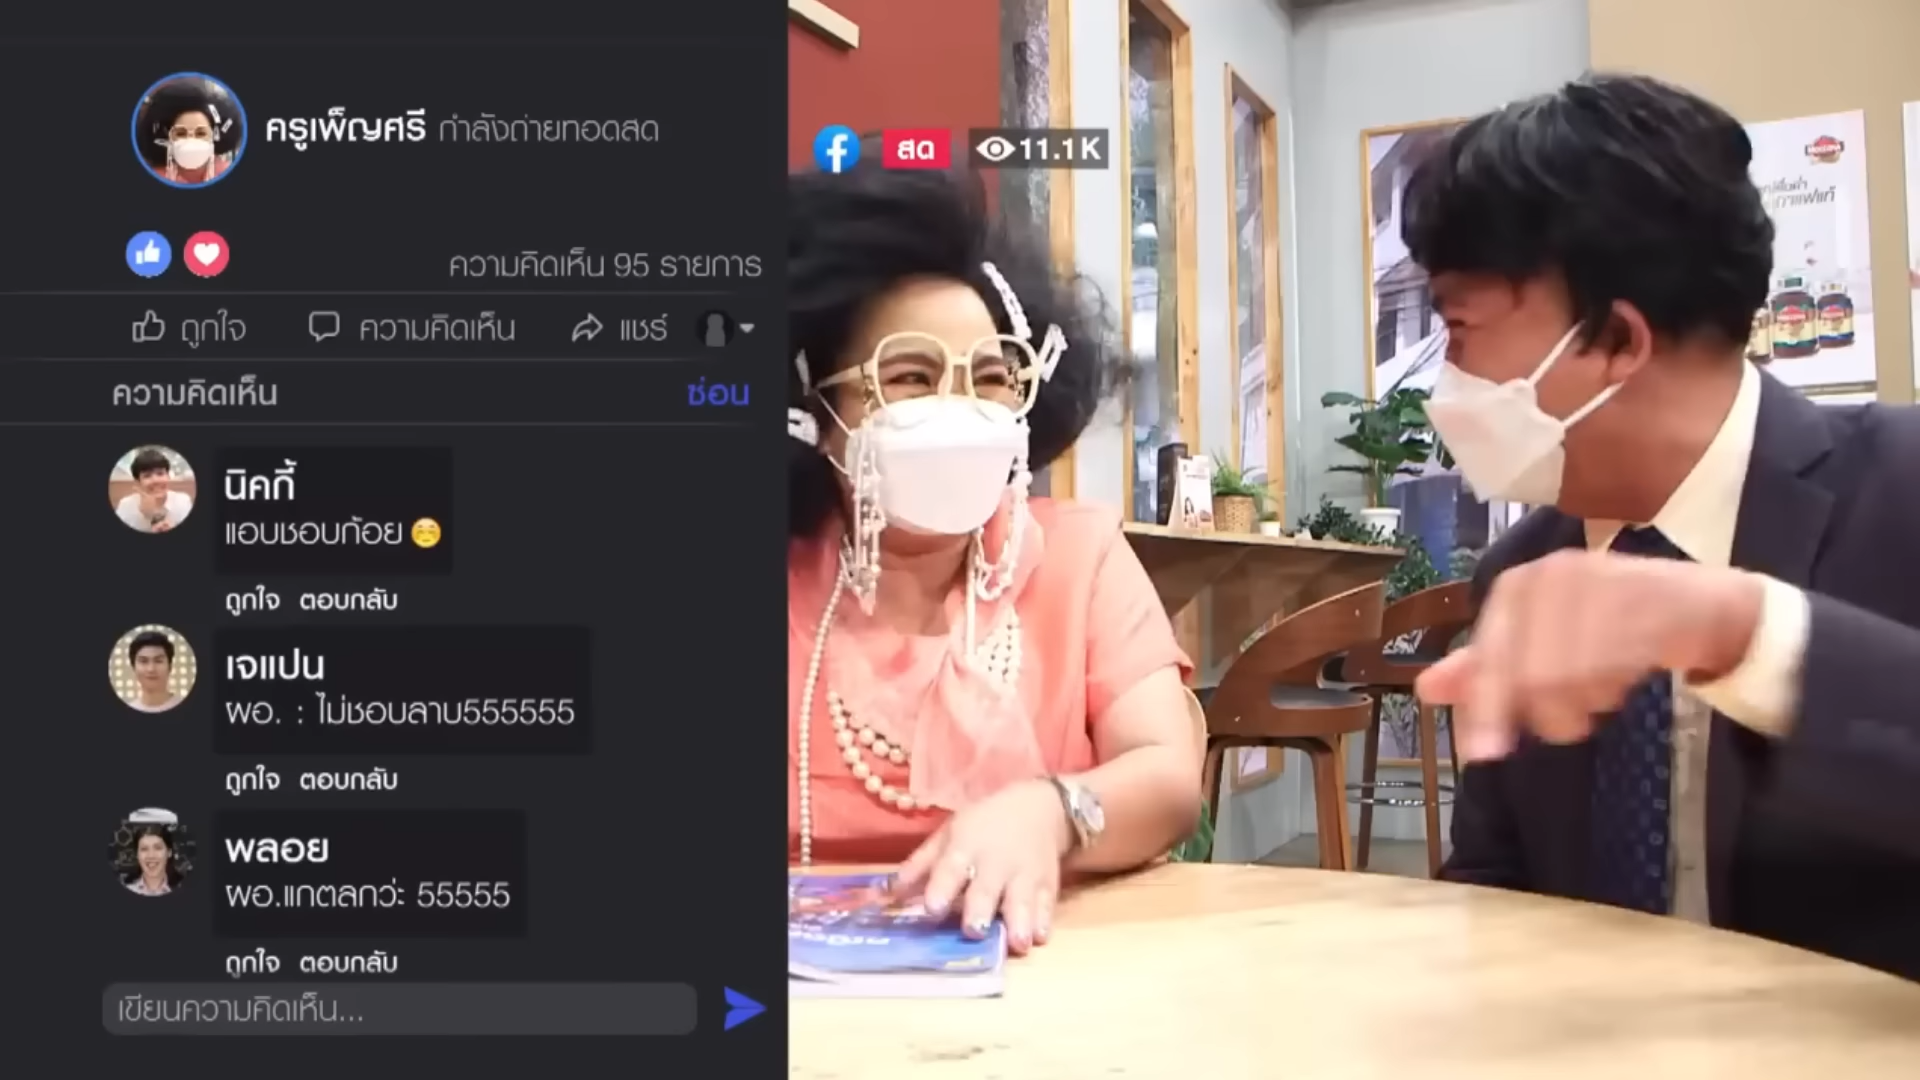 ครูเพ็ญศรี กำลังถ่ายทอดสด
ความคิดเห็น 95 รายการ
ถูกใจ ความคิดเห็น แชร์
ความคิดเห็น ซ่อน
นิคกี้
แอบชอบก้อย ☺️
ถูกใจ ตอบกลับ
เจแปน
ผอ. : ไม่ชอบลาบ555555
ถูกใจ ตอบกลับ
พลอย
ผอ.แกตลกว่ะ 55555
ถูกใจ ตอบกลับ
เขียนความคิดเห็น...
สด 11.1K